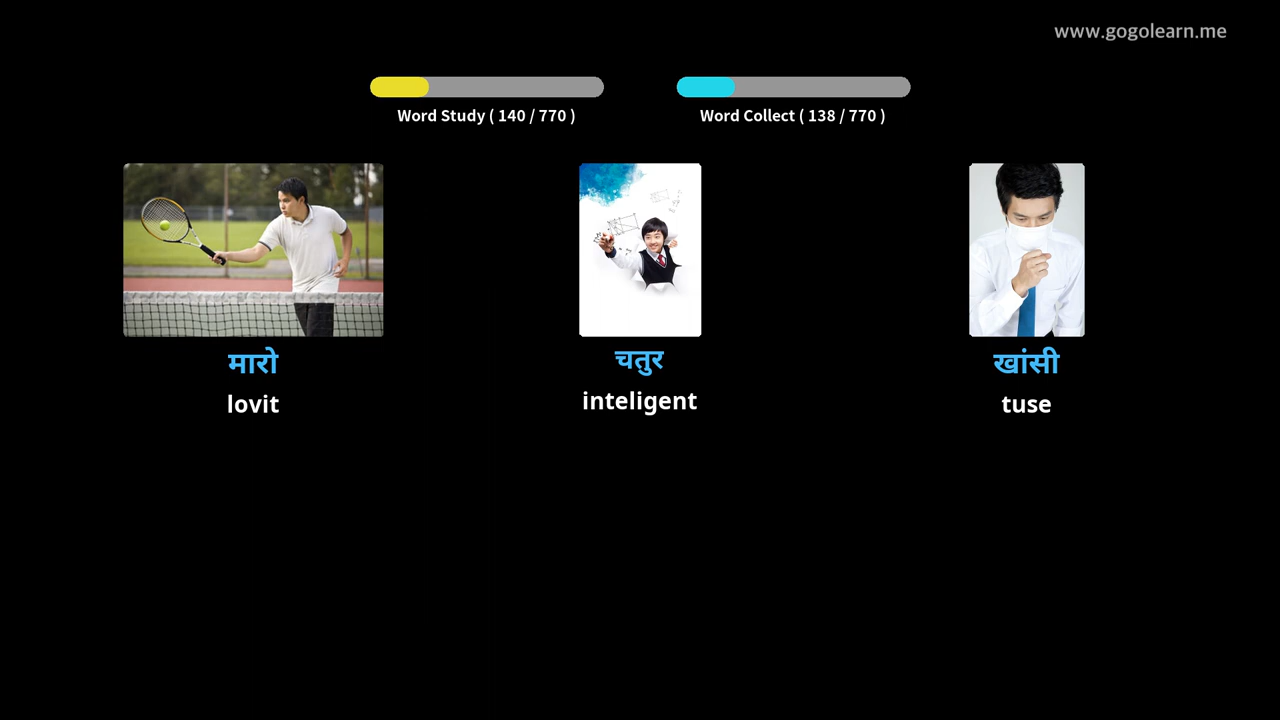 www.gogolearn.me
Word Study ( 140 / 770 )
Word Collect ( 138 / 770 )
मारो
lovit
चतुर
inteligent
खांसी
tuse